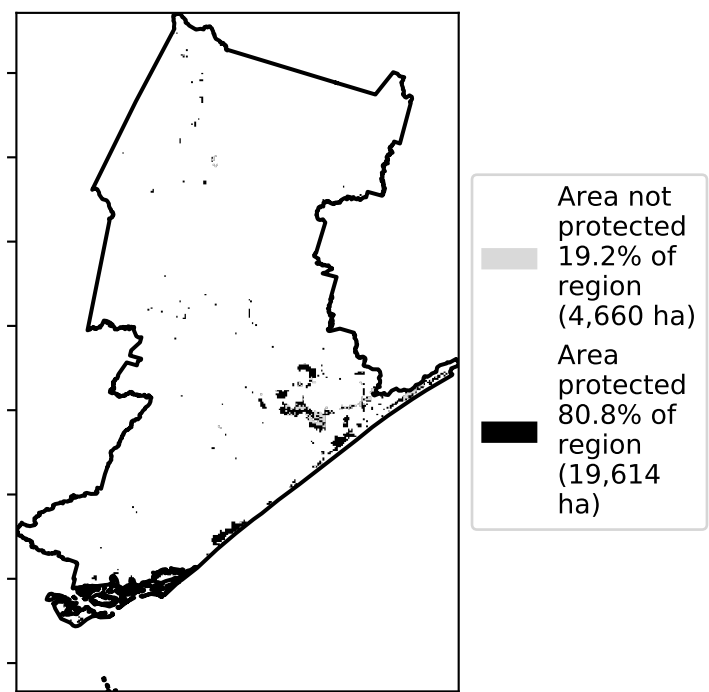 Area not
protected
19.2% of
region
(4,660 ha)
Area
protected
80.8% of
region
(19,614
ha)